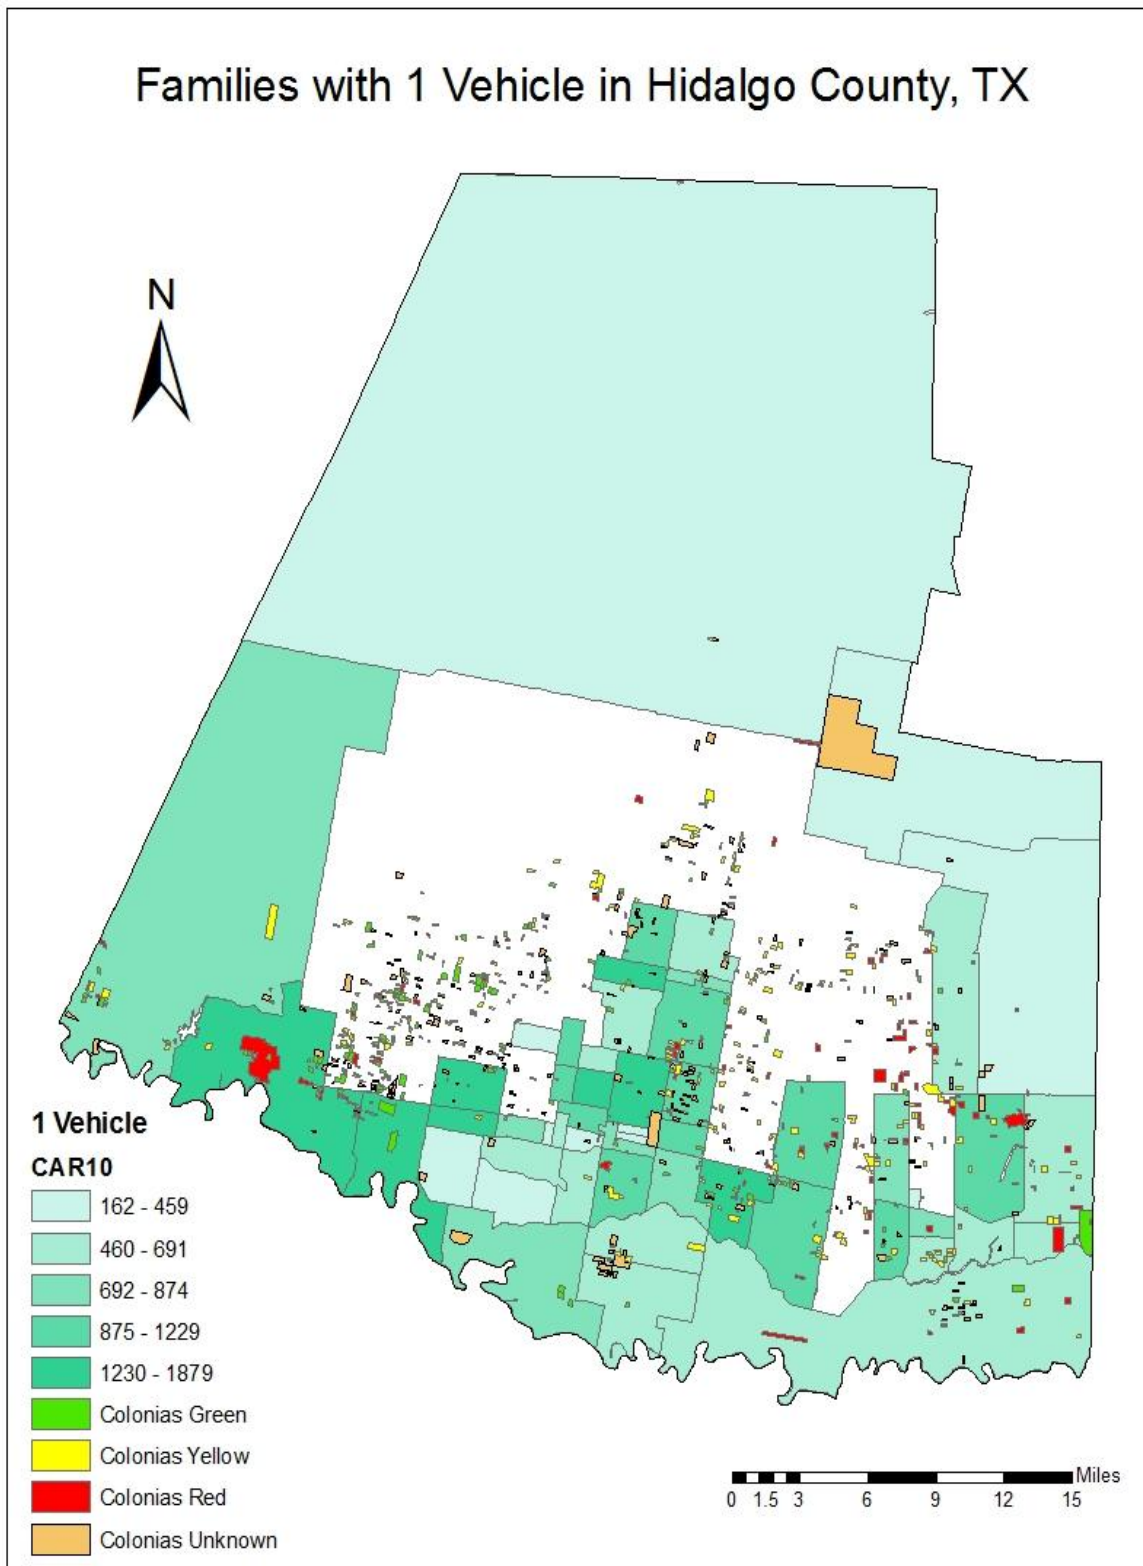 Families with 1 Vehicle in Hidalgo County, TX
N
1 Vehicle
CAR10
162 - 459
460 - 691
692 - 874
875 - 1229
1230 - 1879
Colonias Green
Colonias Yellow
Colonias Red
Colonias Unknown
Miles
0 1.5 3 6 9 12 15